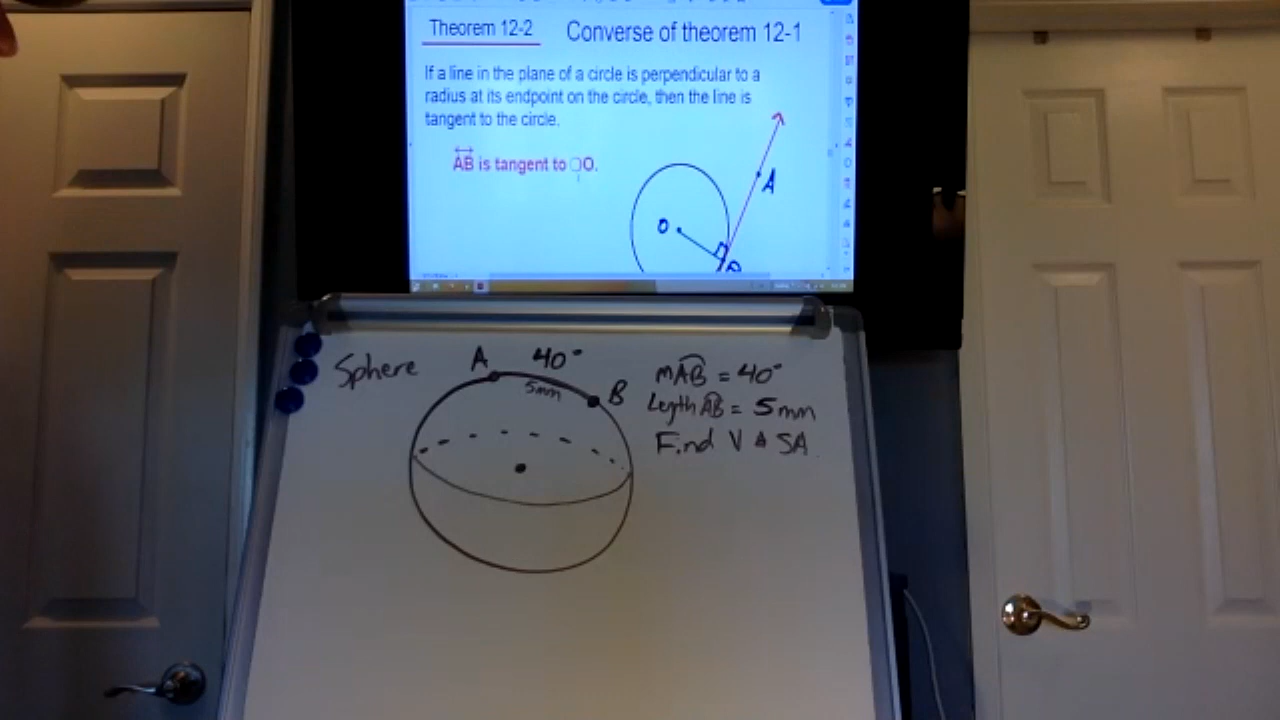 Theorem 12-2 Converse of theorem 12-1
If a line in the plane of a circle is perpendicular to a
radius at its endpoint on the circle, then the line is
tangent to the circle.
AB is tangent to ○O.
A
O
Sphere
A 40°
5mm
B
mAB = 40°
Length AB = 5mm
Find V & SA